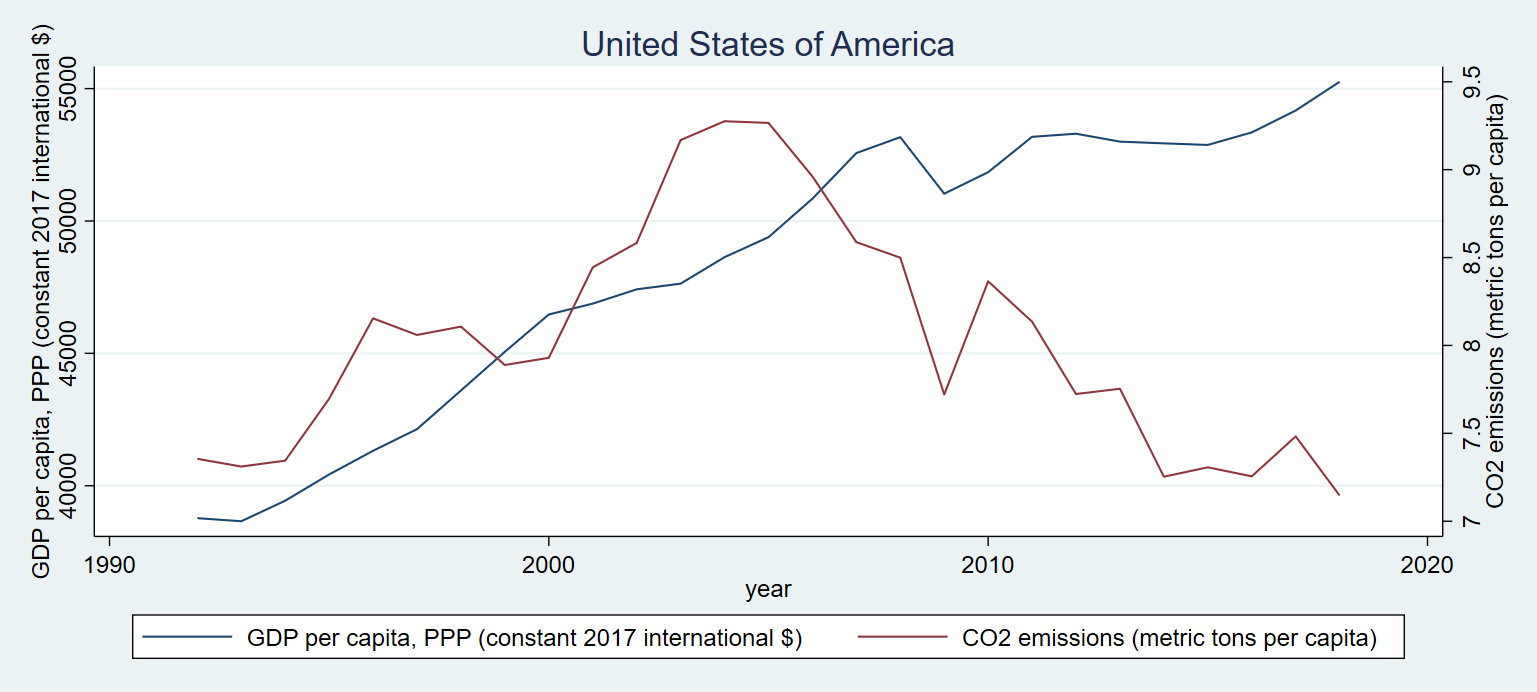 United States of America
GDP per capita, PPP (constant 2017 international $)
55000
50000
45000
40000
9.5
9
8.5
8
7.5
7
CO2 emissions (metric tons per capita)
1990 2000 2010 2020
year
GDP per capita, PPP (constant 2017 international $) CO2 emissions (metric tons per capita)